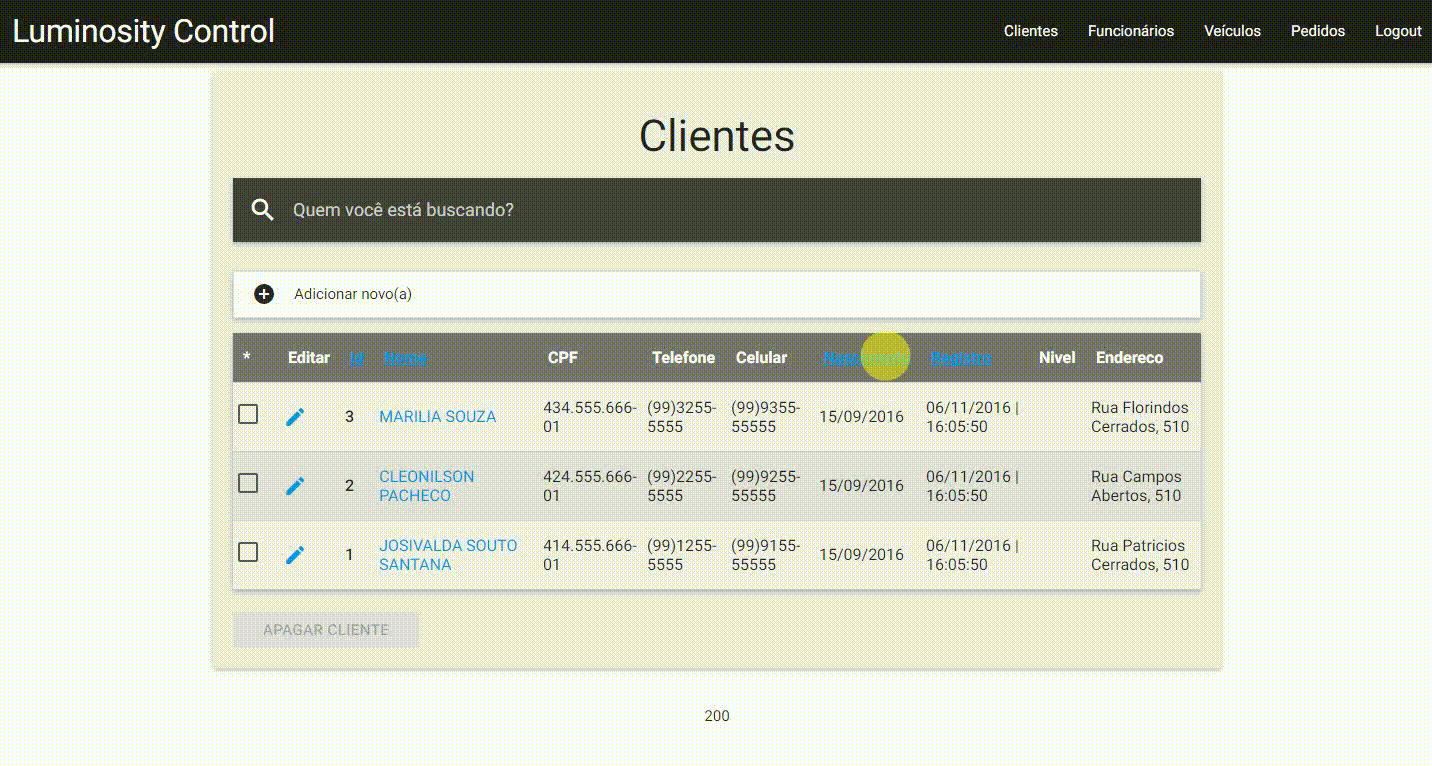 Luminosity Control
Clientes Funcionários Veículos Pedidos Logout
Clientes
Quem você está buscando?
Adicionar novo(a)
* Editar Id Nome CPF Telefone Celular Nascimento Registro Nivel Endereco
3 MARILIA SOUZA 434.555.666-01 (99)3255-5555 (99)9355-55555 15/09/2016 06/11/2016 | 16:05:50 Rua Florindos Cerrados, 510
2 CLEONILSON PACHECO 424.555.666-01 (99)2255-5555 (99)9255-55555 15/09/2016 06/11/2016 | 16:05:50 Rua Campos Abertos, 510
1 JOSIVALDA SOUTO SANTANA 414.555.666-01 (99)1255-5555 (99)9155-55555 15/09/2016 06/11/2016 | 16:05:50 Rua Patricios Cerrados, 510
APAGAR CLIENTE
200